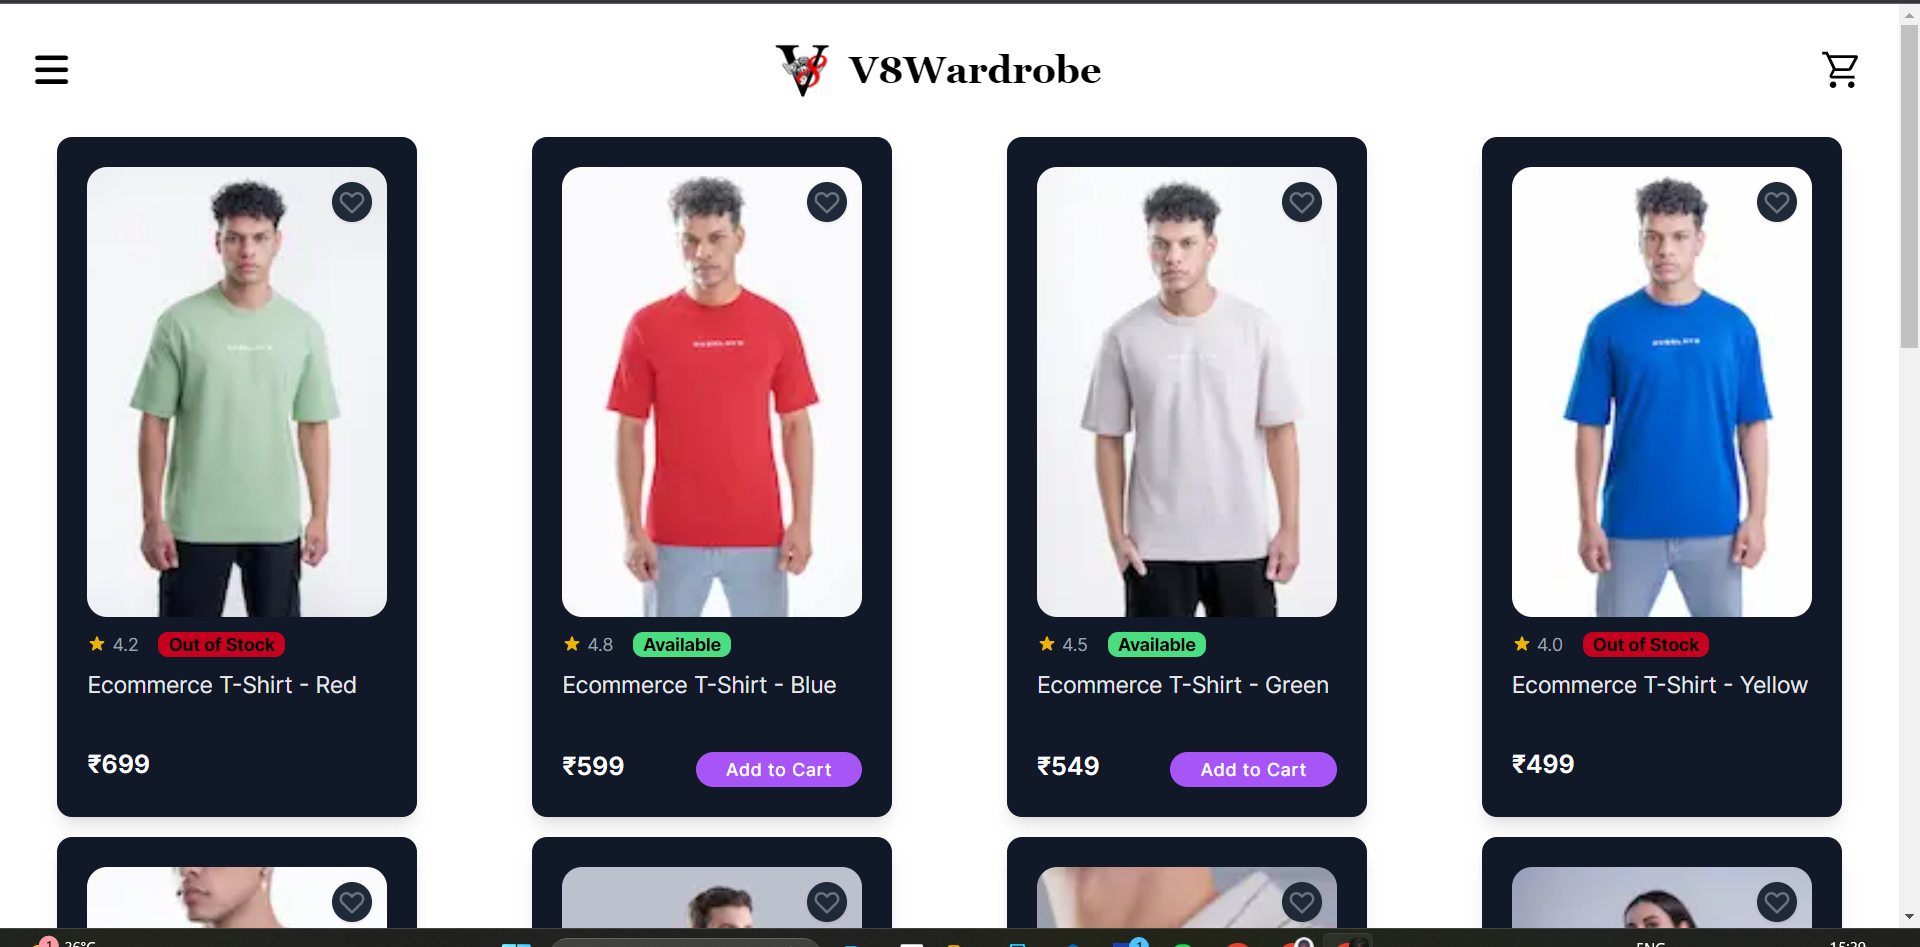 V8Wardrobe
4.2 Out of Stock
Ecommerce T-Shirt - Red
₹699
4.8 Available
Ecommerce T-Shirt - Blue
₹599 Add to Cart
4.5 Available
Ecommerce T-Shirt - Green
₹549 Add to Cart
4.0 Out of Stock
Ecommerce T-Shirt - Yellow
₹499
1
1